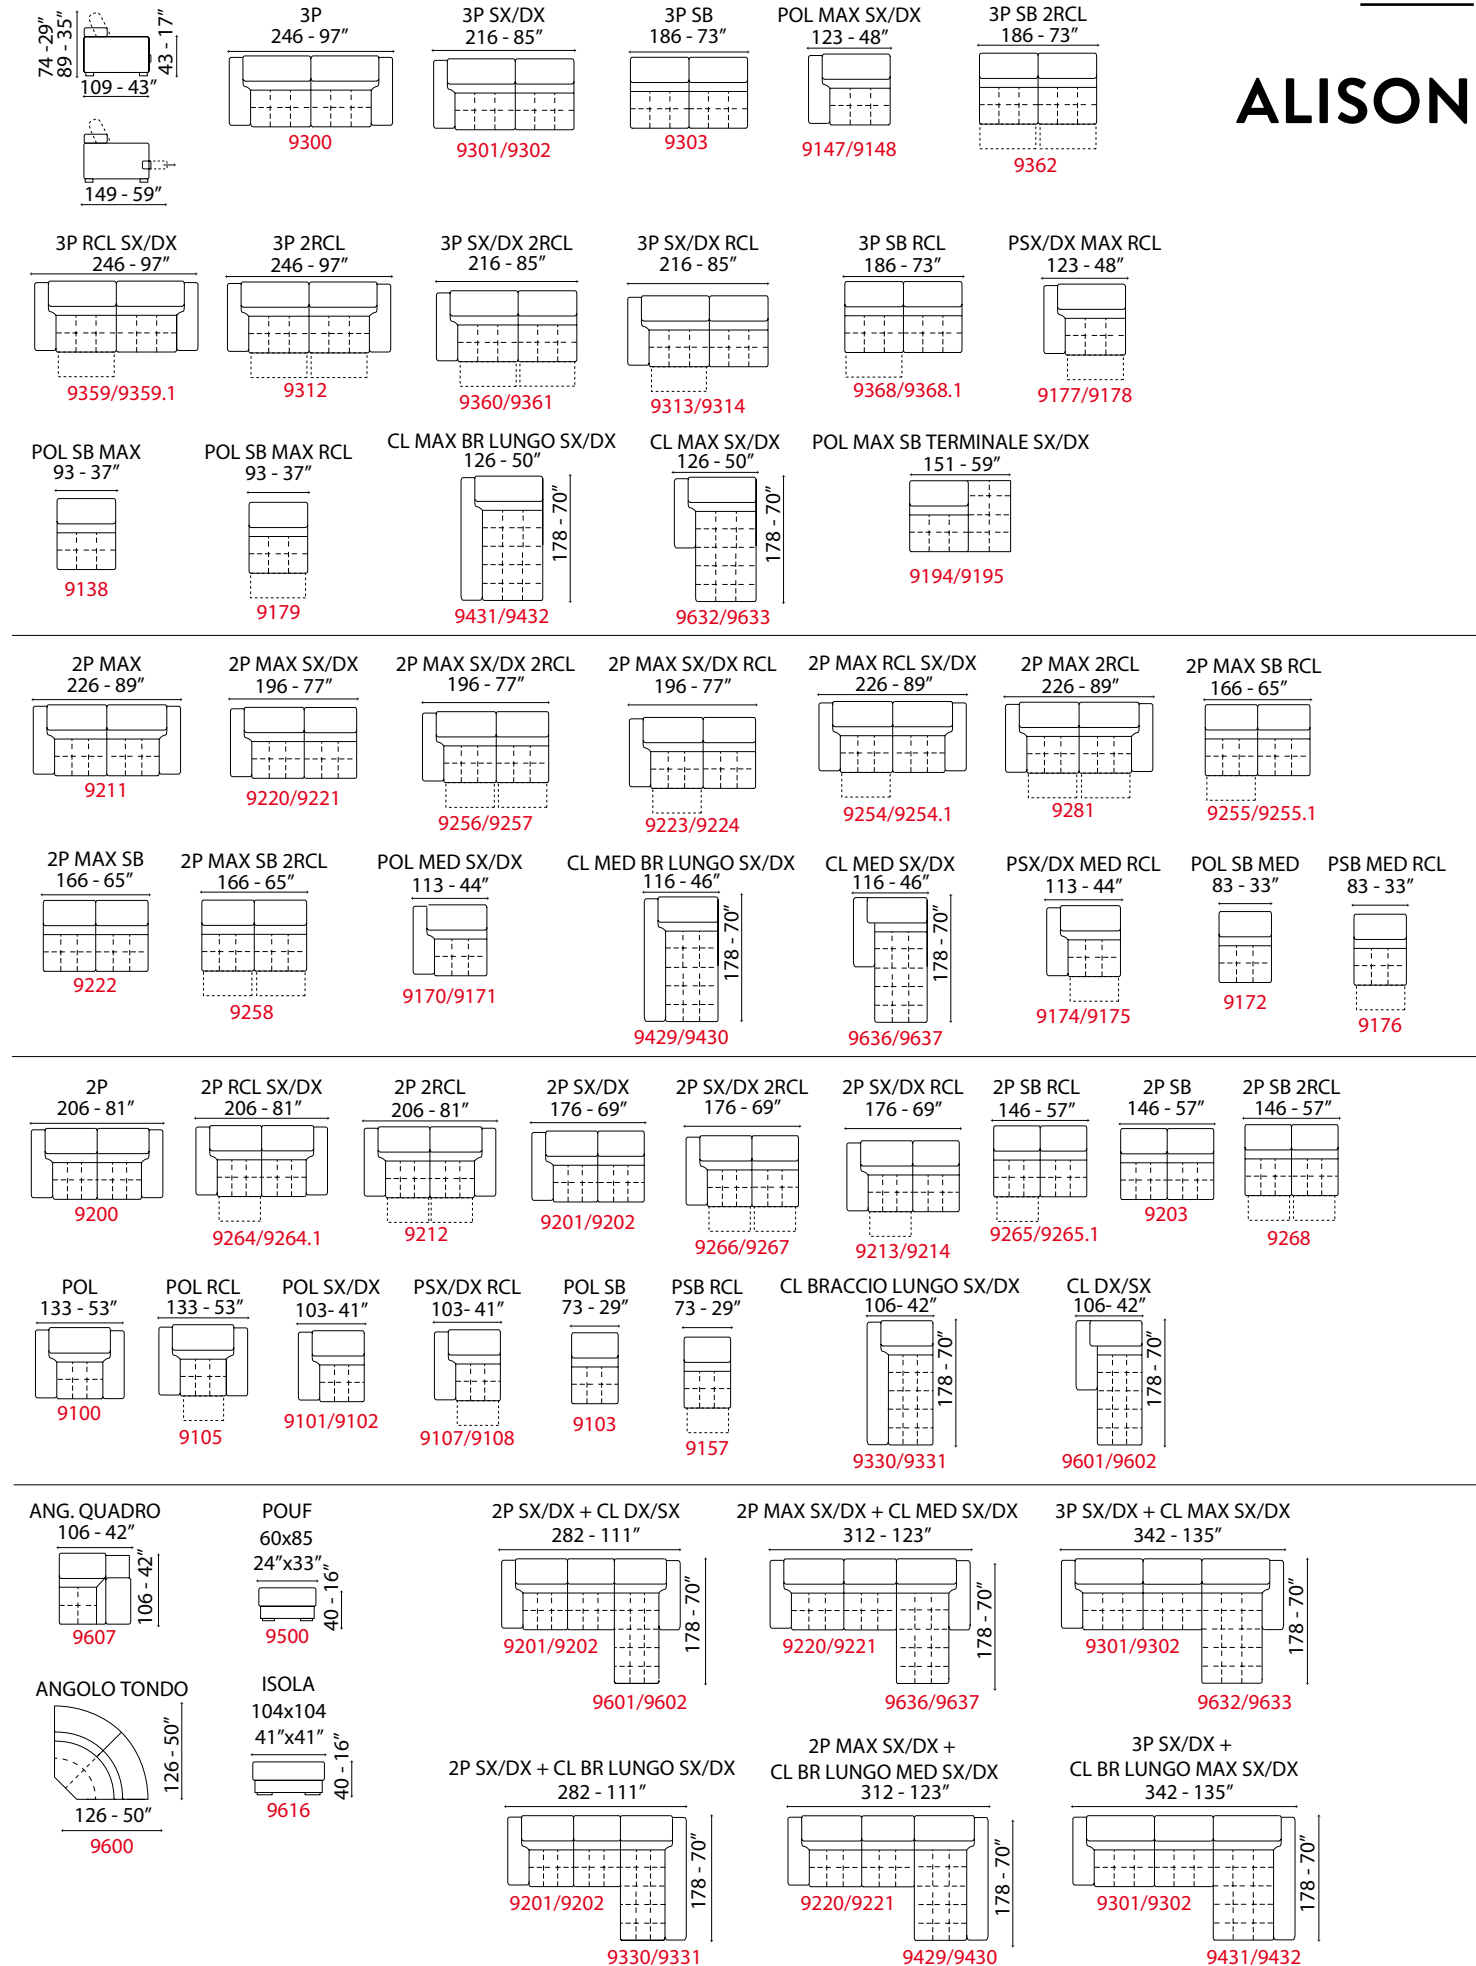 ALISON
74 - 29”
89 - 35”
43 - 17”
109 - 43”
149 - 59”
3P
246 - 97”
9300
3P SX/DX
216 - 85”
9301/9302
3P SB
186 - 73”
9303
POL MAX SX/DX
123 - 48”
9147/9148
3P SB 2RCL
186 - 73”
9362
3P RCL SX/DX
246 - 97”
9359/9359.1
3P 2RCL
246 - 97”
9312
3P SX/DX 2RCL
216 - 85”
9360/9361
3P SX/DX RCL
216 - 85”
9313/9314
3P SB RCL
186 - 73”
9368/9368.1
PSX/DX MAX RCL
123 - 48”
9177/9178
POL SB MAX
93 - 37”
9138
POL SB MAX RCL
93 - 37”
9179
CL MAX BR LUNGO SX/DX
126 - 50”
178 - 70”
9431/9432
CL MAX SX/DX
126 - 50”
178 - 70”
9632/9633
POL MAX SB TERMINALE SX/DX
151 - 59”
9194/9195
2P MAX
226 - 89”
9211
2P MAX SX/DX
196 - 77”
9220/9221
2P MAX SX/DX 2RCL
196 - 77”
9256/9257
2P MAX SX/DX RCL
196 - 77”
9223/9224
2P MAX RCL SX/DX
226 - 89”
9254/9254.1
2P MAX 2RCL
226 - 89”
9281
2P MAX SB RCL
166 - 65”
9255/9255.1
2P MAX SB
166 - 65”
9222
2P MAX SB 2RCL
166 - 65”
9258
POL MED SX/DX
113 - 44”
9170/9171
CL MED BR LUNGO SX/DX
116 - 46”
178 - 70”
9429/9430
CL MED SX/DX
116 - 46”
178 - 70”
9636/9637
PSX/DX MED RCL
113 - 44”
9174/9175
POL SB MED
83 - 33”
9172
PSB MED RCL
83 - 33”
9176
2P
206 - 81”
9200
2P RCL SX/DX
206 - 81”
9264/9264.1
2P 2RCL
206 - 81”
9212
2P SX/DX
176 - 69”
9201/9202
2P SX/DX 2RCL
176 - 69”
9266/9267
2P SX/DX RCL
176 - 69”
9213/9214
2P SB RCL
146 - 57”
9265/9265.1
2P SB
146 - 57”
9203
2P SB 2RCL
146 - 57”
9268
POL
133 - 53”
9100
POL RCL
133 - 53”
9105
POL SX/DX
103- 41”
9101/9102
PSX/DX RCL
103- 41”
9107/9108
POL SB
73 - 29”
9103
PSB RCL
73 - 29”
9157
CL BRACCIO LUNGO SX/DX
106- 42”
178 - 70”
9330/9331
CL DX/SX
106- 42”
178 - 70”
9601/9602
ANG. QUADRO
106 - 42”
106 - 42”
9607
POUF
60x85
24”x33”
40 - 16”
9500
2P SX/DX + CL DX/SX
282 - 111”
178 - 70”
9201/9202
9601/9602
2P MAX SX/DX + CL MED SX/DX
312 - 123”
178 - 70”
9220/9221
9636/9637
3P SX/DX + CL MAX SX/DX
342 - 135”
178 - 70”
9301/9302
9632/9633
ANGOLO TONDO
126 - 50”
126 - 50”
9600
ISOLA
104x104
41”x41”
40 - 16”
9616
2P SX/DX + CL BR LUNGO SX/DX
282 - 111”
178 - 70”
9201/9202
9330/9331
2P MAX SX/DX +
CL BR LUNGO MED SX/DX
312 - 123”
178 - 70”
9220/9221
9429/9430
3P SX/DX +
CL BR LUNGO MAX SX/DX
342 - 135”
178 - 70”
9301/9302
9431/9432